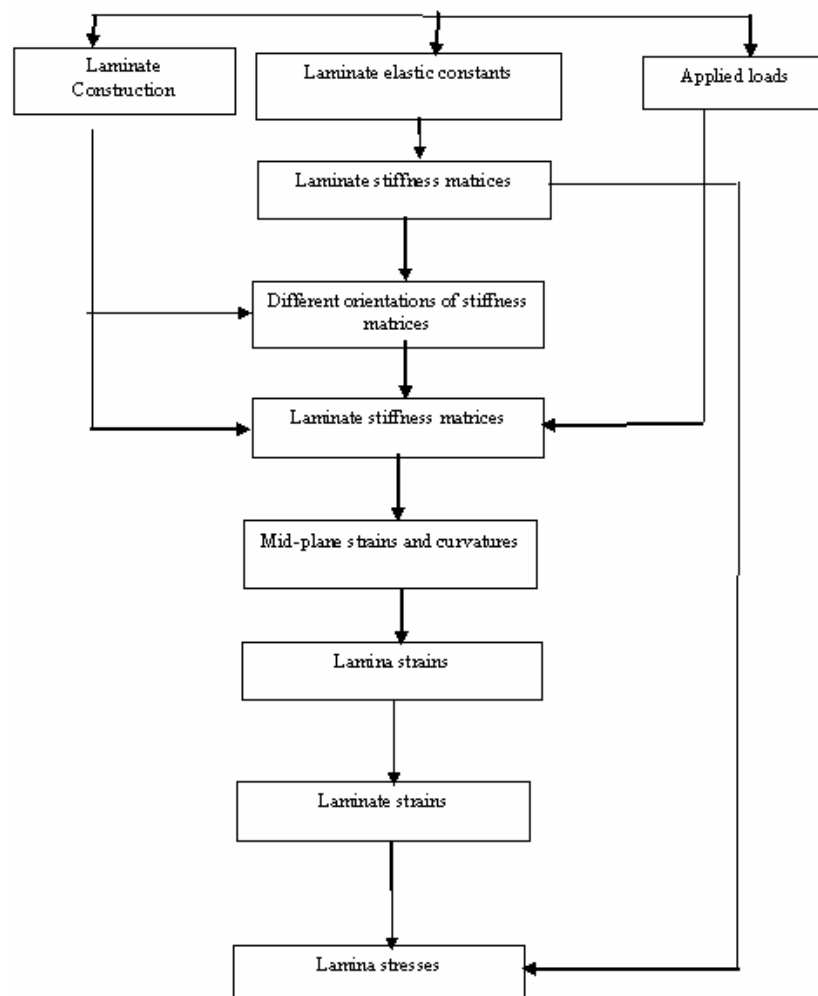 Laminate
Construction
Laminate elastic constants
Applied loads
Laminate stiffness matrices
Different orientations of stiffness
matrices
Laminate stiffness matrices
Mid-plane strains and curvatures
Lamina strains
Laminate strains
Lamina stresses